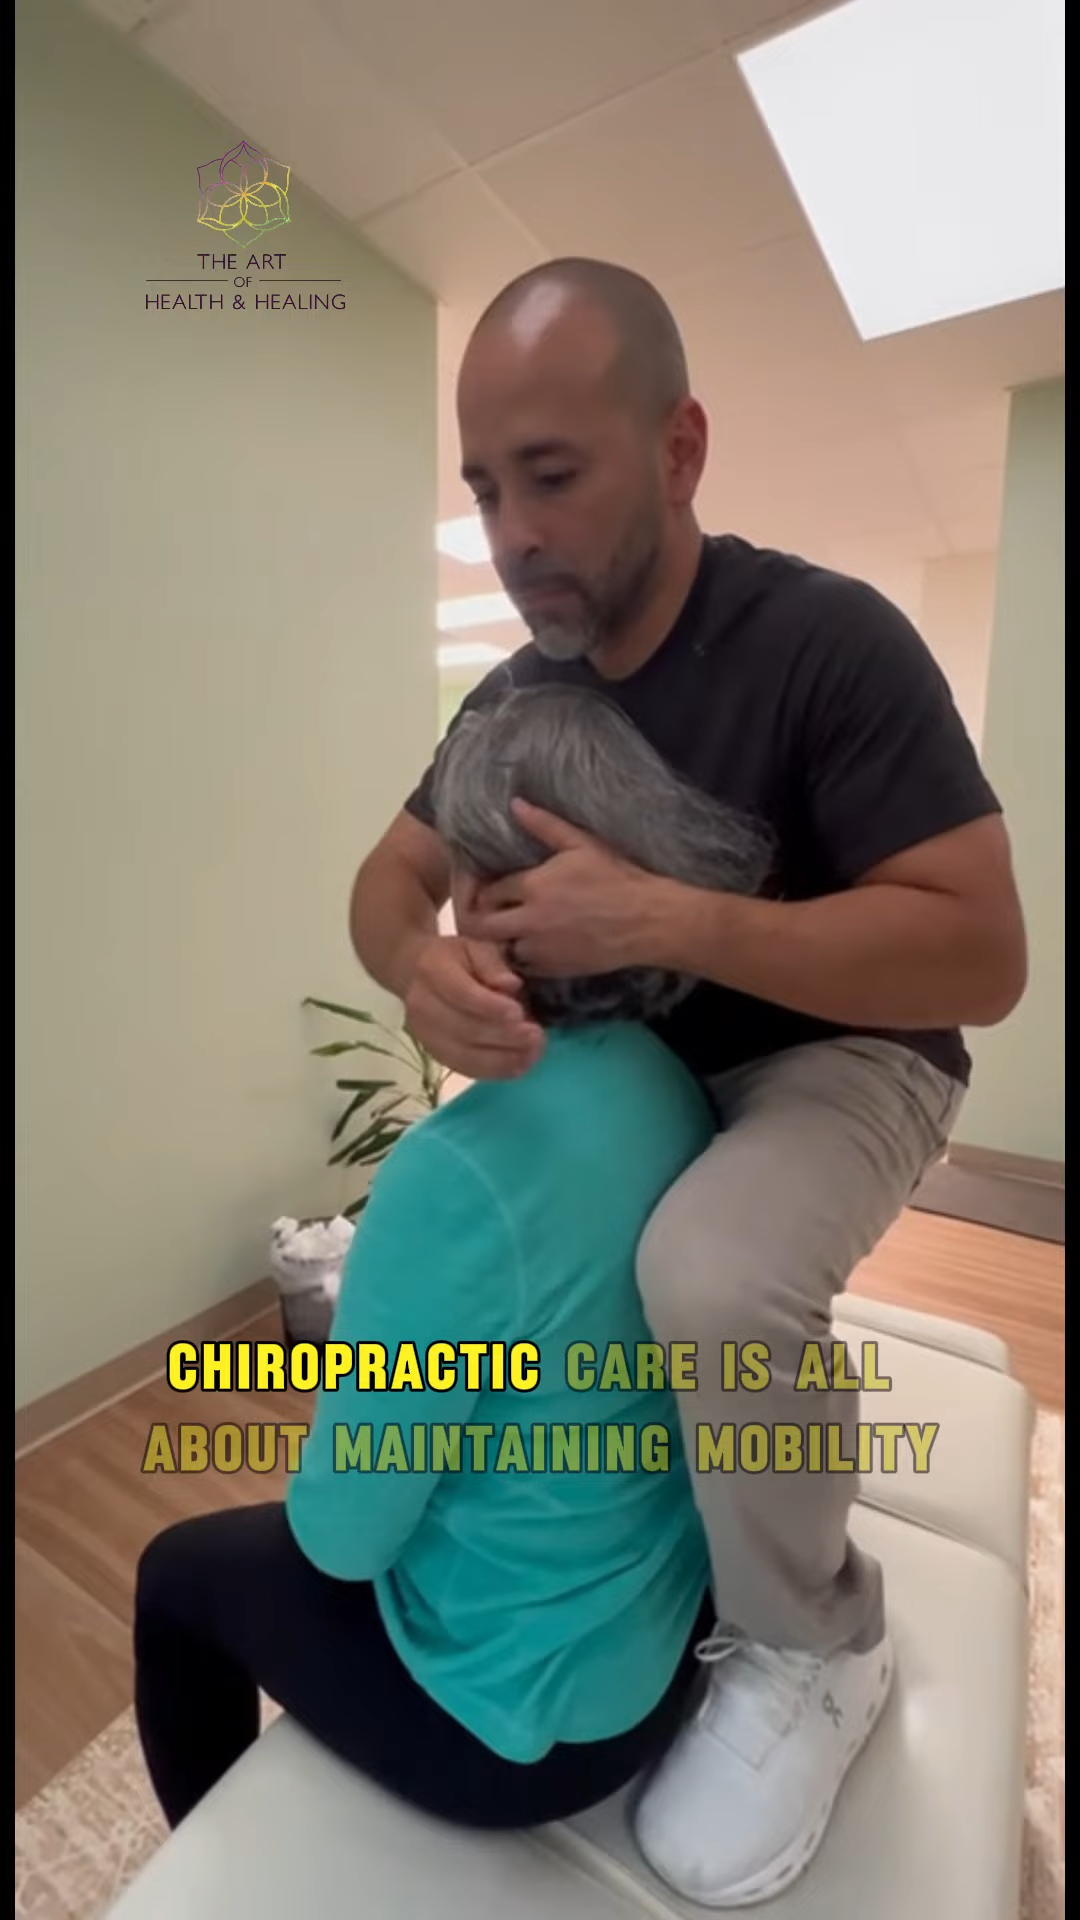 THE ART
OF
HEALTH & HEALING
CHIROPRACTIC CARE IS ALL
ABOUT MAINTAINING MOBILITY